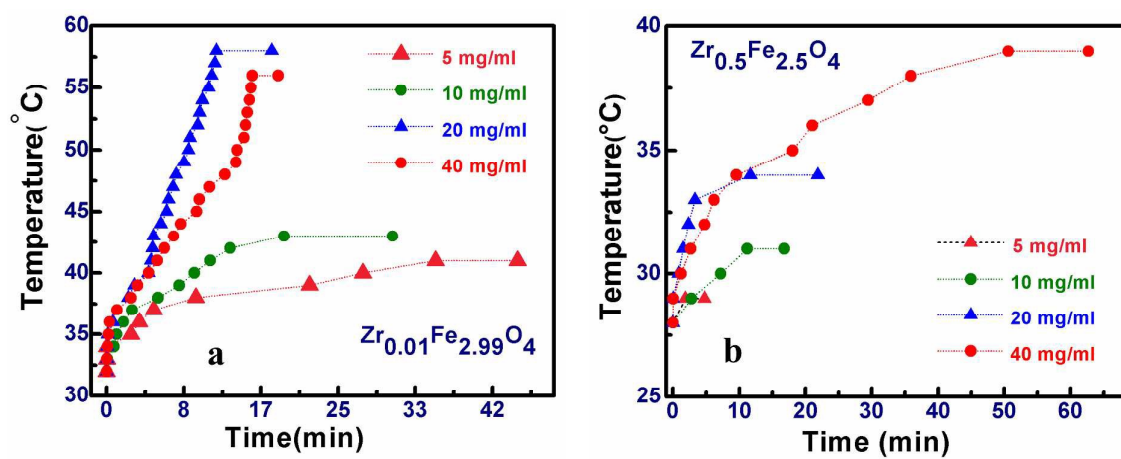 60
55
50
45
40
35
30
0
8
17
25
33
42
Temperature(°C)
Time(min)
5 mg/ml
10 mg/ml
20 mg/ml
40 mg/ml
a
Zr0.01Fe2.99O4
40
35
30
25
0
10
20
30
40
50
60
Temperature(°C)
Time (min)
Zr0.5Fe2.5O4
5 mg/ml
10 mg/ml
20 mg/ml
40 mg/ml
b